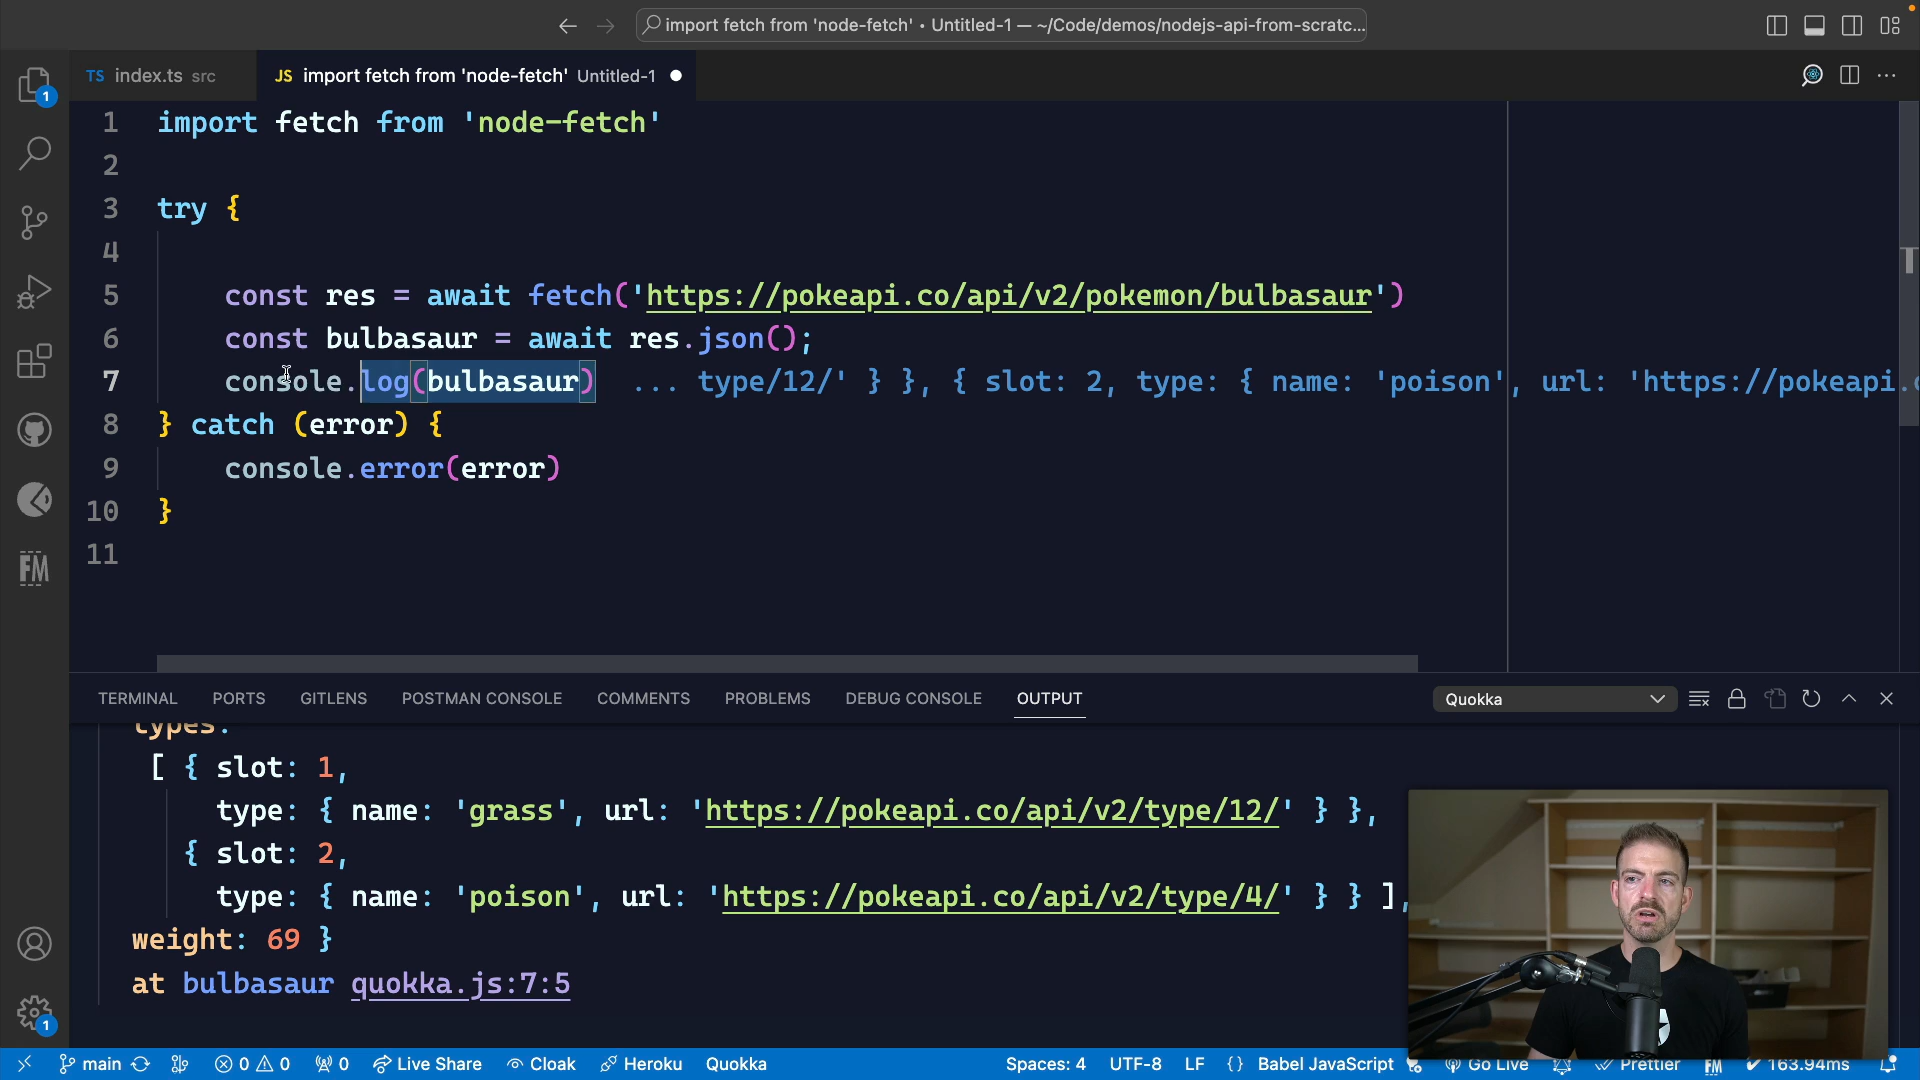 import fetch from 'node-fetch' • Untitled-1 — ~/Code/demos/nodejs-api-from-scratc...
TS index.ts src
JS import fetch from 'node-fetch' Untitled-1
1 import fetch from 'node-fetch'
2
3 try {
4
5 const res = await fetch('https://pokeapi.co/api/v2/pokemon/bulbasaur')
6 const bulbasaur = await res.json();
7 console.log(bulbasaur) ... type/12/' } }, { slot: 2, type: { name: 'poison', url: 'https://pokeapi.c
8 } catch (error) {
9 console.error(error)
10 }
11
1
FM
1
TERMINAL PORTS GITLENS POSTMAN CONSOLE COMMENTS PROBLEMS DEBUG CONSOLE OUTPUT
Quokka
types:
[ { slot: 1,
type: { name: 'grass', url: 'https://pokeapi.co/api/v2/type/12/' } },
{ slot: 2,
type: { name: 'poison', url: 'https://pokeapi.co/api/v2/type/4/' } } ],
weight: 69 }
at bulbasaur quokka.js:7:5
main 0 0 0 Live Share Cloak Heroku Quokka
Spaces: 4 UTF-8 LF {} Babel JavaScript Go Live Prettier FM 163.94ms